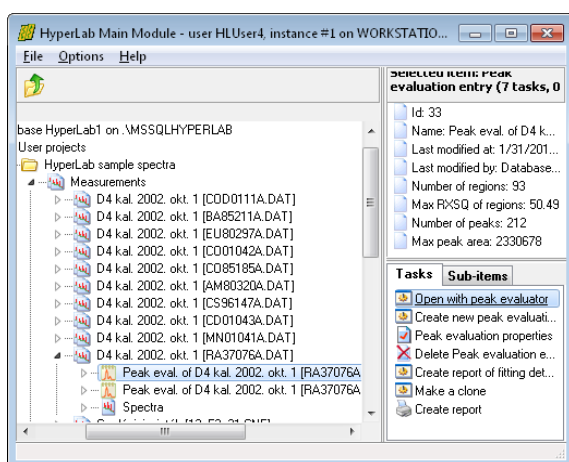 HyperLab Main Module - user HLUser4, instance #1 on WORKSTATIO...
File Options Help
base HyperLab1 on .\MSSQLHYPERLAB
User projects
HyperLab sample spectra
Measurements
D4 kal. 2002. okt. 1 [COD0111A.DAT]
D4 kal. 2002. okt. 1 [BA85211A.DAT]
D4 kal. 2002. okt. 1 [EU80297A.DAT]
D4 kal. 2002. okt. 1 [CO01042A.DAT]
D4 kal. 2002. okt. 1 [CO85185A.DAT]
D4 kal. 2002. okt. 1 [AM80320A.DAT]
D4 kal. 2002. okt. 1 [CS96147A.DAT]
D4 kal. 2002. okt. 1 [CD01043A.DAT]
D4 kal. 2002. okt. 1 [MN01041A.DAT]
D4 kal. 2002. okt. 1 [RA37076A.DAT]
Peak eval. of D4 kal. 2002. okt. 1 [RA37076A
Peak eval. of D4 kal. 2002. okt. 1 [RA37076A
Spectra
Selected item: Peak
evaluation entry (7 tasks, 0
Id: 33
Name: Peak eval. of D4 k...
Last modified at: 1/31/201...
Last modified by: Database...
Number of regions: 93
Max RXSQ of regions: 50.49
Number of peaks: 212
Max peak area: 2330678
Tasks Sub-items
Open with peak evaluator
Create new peak evaluati...
Peak evaluation properties
Delete Peak evaluation e...
Create report of fitting det...
Make a clone
Create report